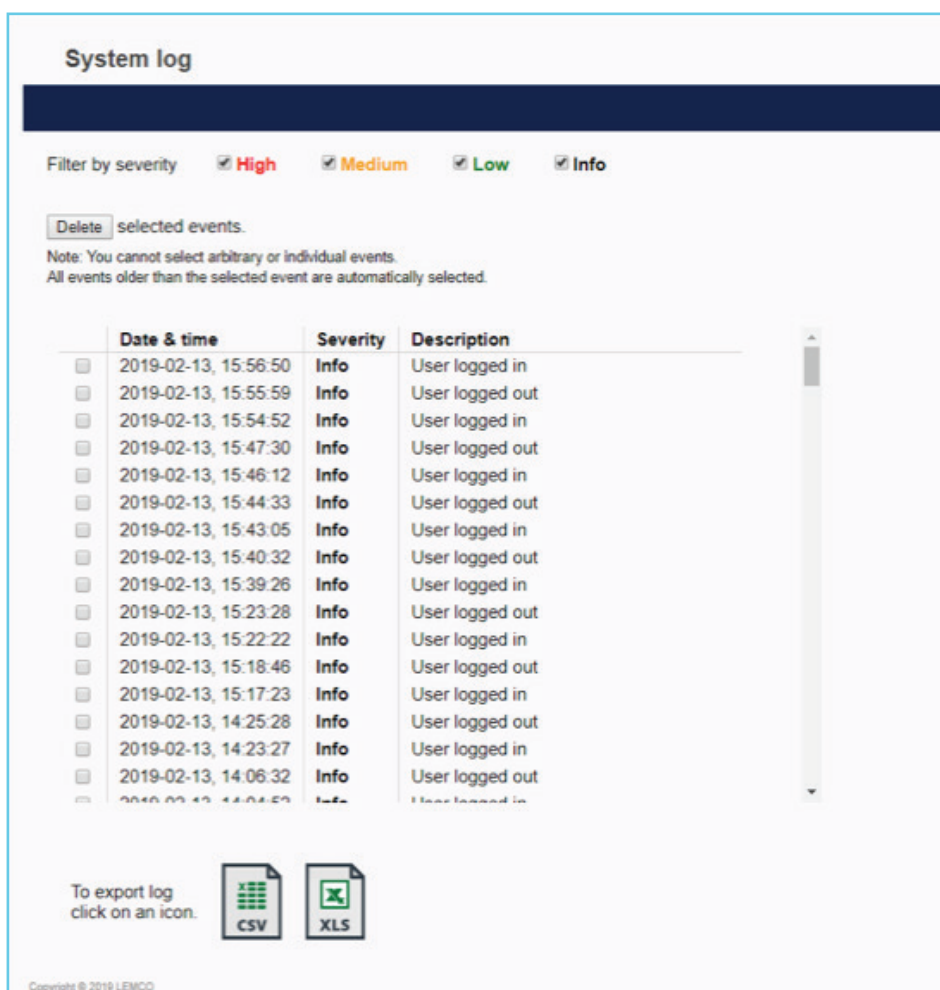 System log
Filter by severity High Medium Low Info
Delete selected events.
Note: You cannot select arbitrary or individual events.
All events older than the selected event are automatically selected.
Date & time Severity Description
2019-02-13, 15:56:50 Info User logged in
2019-02-13, 15:55:59 Info User logged out
2019-02-13, 15:54:52 Info User logged in
2019-02-13, 15:47:30 Info User logged out
2019-02-13, 15:46:12 Info User logged in
2019-02-13, 15:44:33 Info User logged out
2019-02-13, 15:43:05 Info User logged in
2019-02-13, 15:40:32 Info User logged out
2019-02-13, 15:39:26 Info User logged in
2019-02-13, 15:23:28 Info User logged out
2019-02-13, 15:22:22 Info User logged in
2019-02-13, 15:18:46 Info User logged out
2019-02-13, 15:17:23 Info User logged in
2019-02-13, 14:25:28 Info User logged out
2019-02-13, 14:23:27 Info User logged in
2019-02-13, 14:06:32 Info User logged out
To export log
click on an icon.
CSV XLS
Copyright © 2019 LEMCO